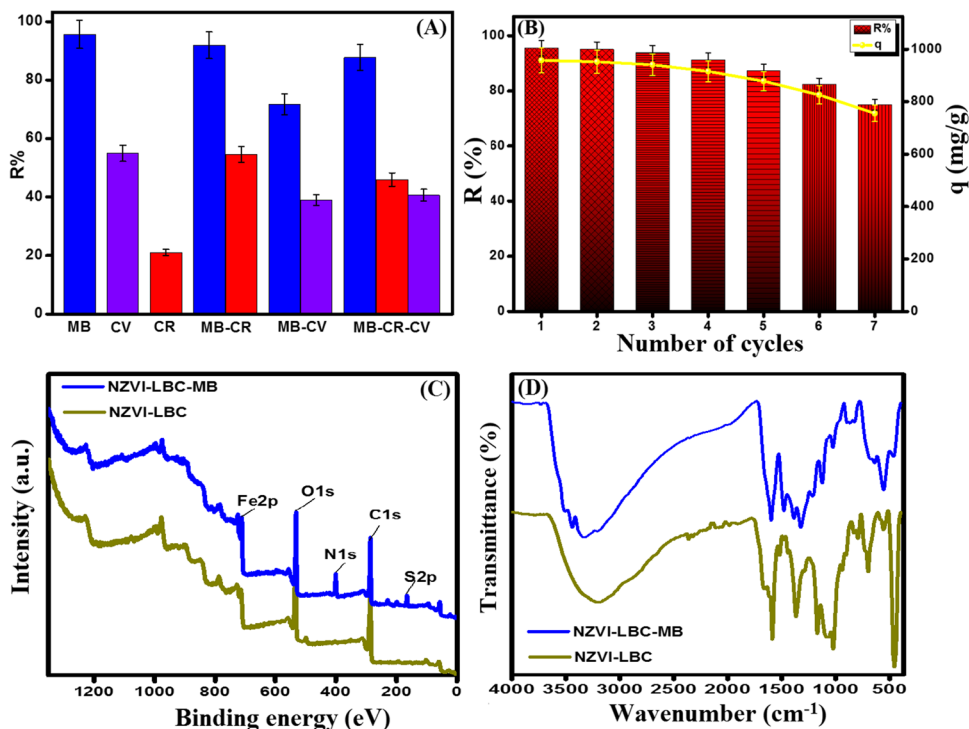 (A)
100%
80%
60%
40%
20%
0
R%
MB CV CR MB-CR MB-CV MB-CR-CV
(B)
R%
q
100
80
60
40
20
0
R (%)
1000
800
600
400
200
0
q (mg/g)
1 2 3 4 5 6 7
Number of cycles
(C)
NZVI-LBC-MB
NZVI-LBC
Fe2p
O1s
N1s
C1s
S2p
Intensity (a.u.)
1200 1000 800 600 400 200 0
Binding energy (eV)
(D)
Transmittance (%)
NZVI-LBC-MB
NZVI-LBC
4000 3500 3000 2500 2000 1500 1000 500
Wavenumber (cm⁻¹)